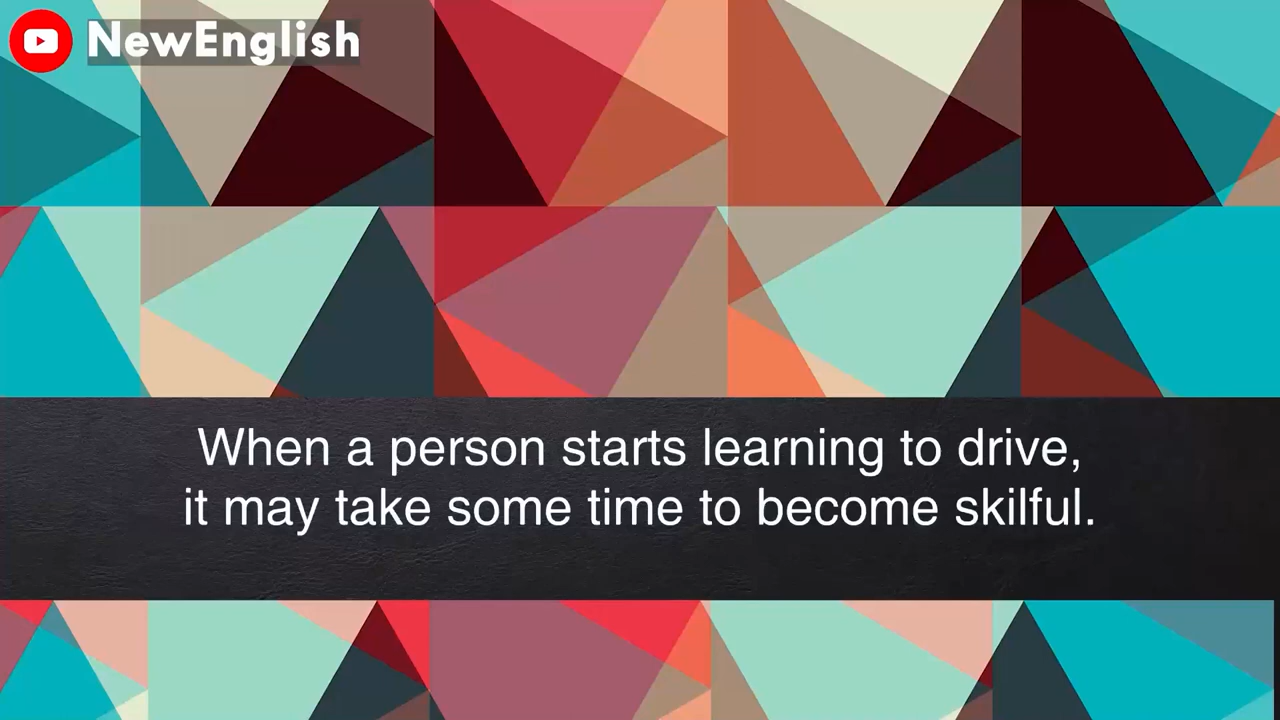 NewEnglish
When a person starts learning to drive,
it may take some time to become skilful.